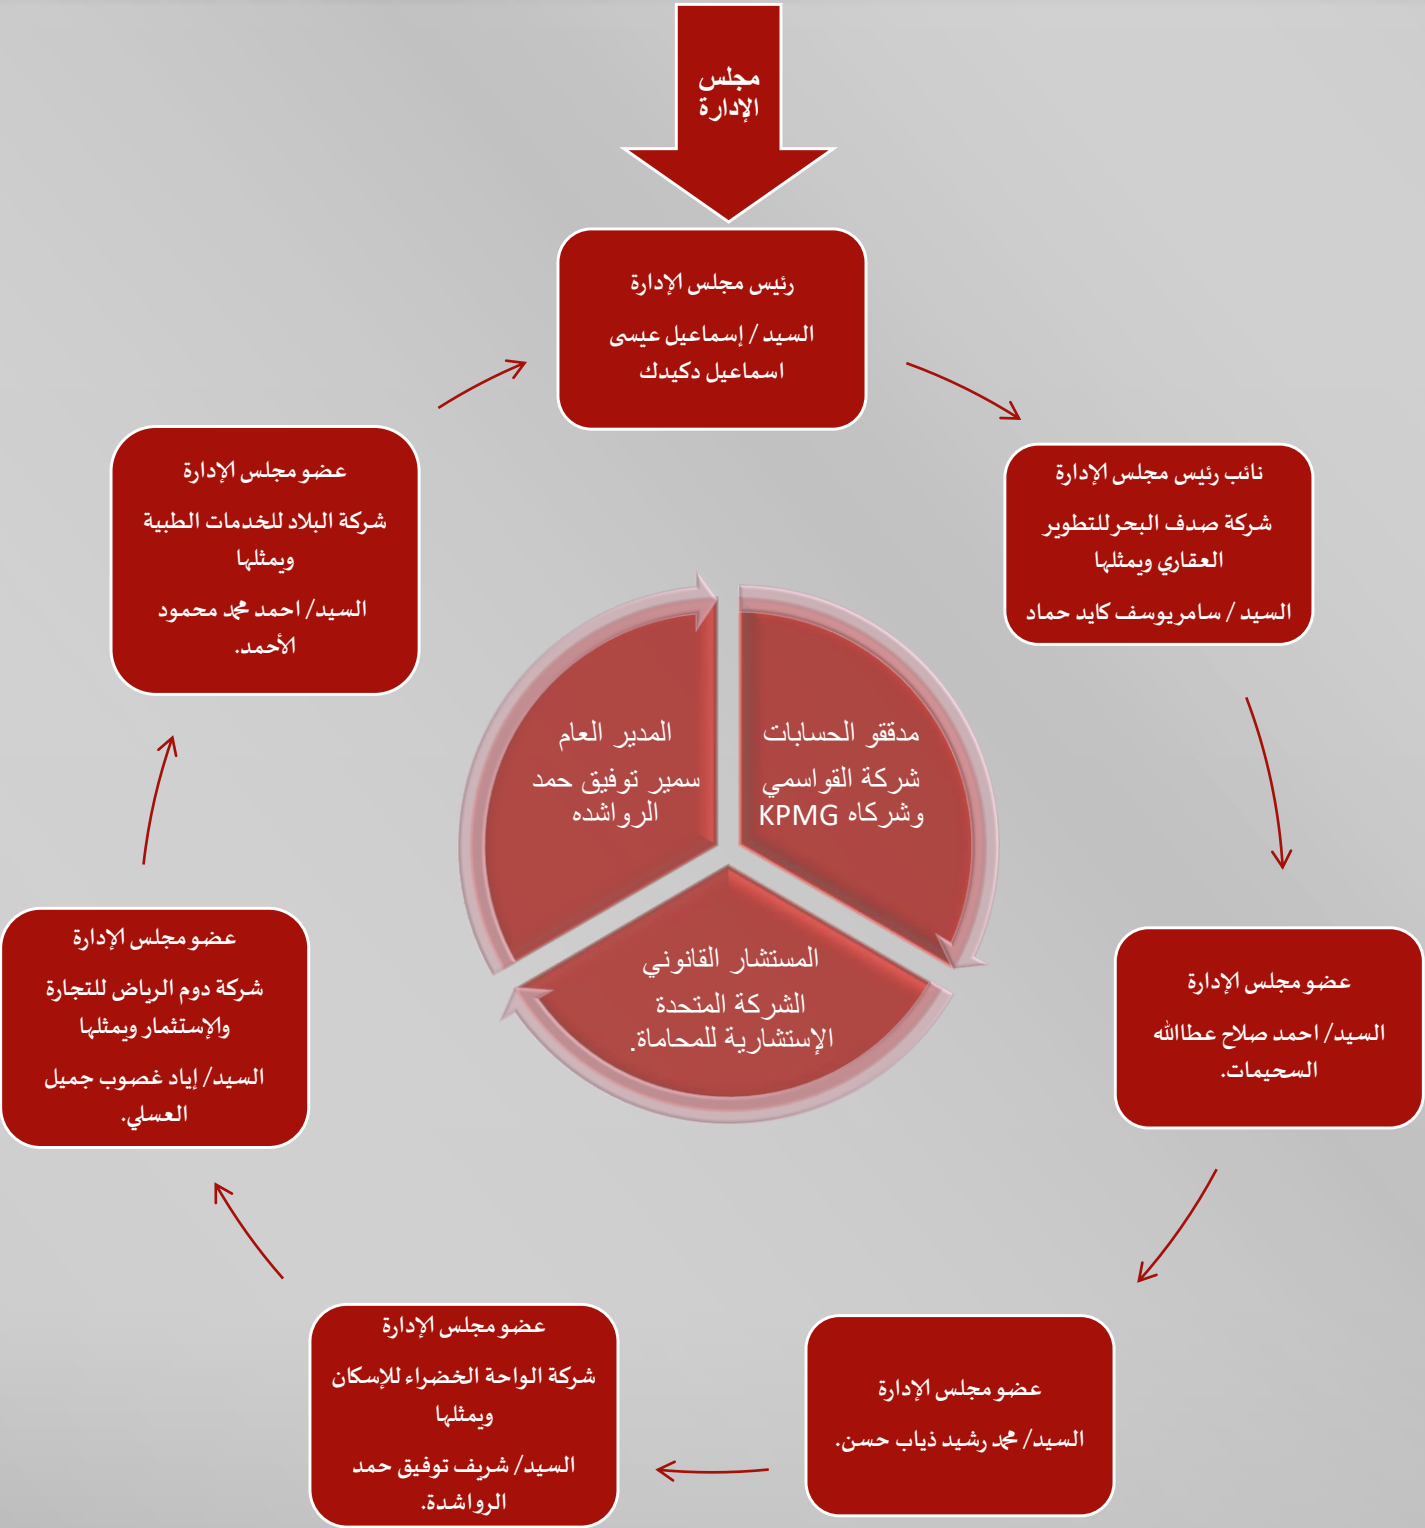 مجلس
الإدارة
رئيس مجلس الإدارة
السيد / إسماعيل عيسى
اسماعيل دكيدك
نائب رئيس مجلس الإدارة
شركة صدف البحر للتطوير
العقاري ويمثلها
السيد / سامر يوسف كايد حماد
عضو مجلس الإدارة
السيد/ احمد صلاح عطاالله
السحيمات.
عضو مجلس الإدارة
السيد/ محمد رشيد ذياب حسن.
عضو مجلس الإدارة
شركة الواحة الخضراء للإسكان
ويمثلها
السيد/ شريف توفيق حمد
الرواشدة.
عضو مجلس الإدارة
شركة دوم الرياض للتجارة
والإستثمار ويمثلها
السيد/ إياد غصوب جميل
العسلي.
عضو مجلس الإدارة
شركة البلاد للخدمات الطبية
ويمثلها
السيد/ احمد محمد محمود
الأحمد.
مدققو الحسابات
شركة القواسمي
وشركاه KPMG
المستشار القانوني
الشركة المتحدة
الإستشارية للمحاماة.
المدير العام
سمير توفيق حمد
الرواشده